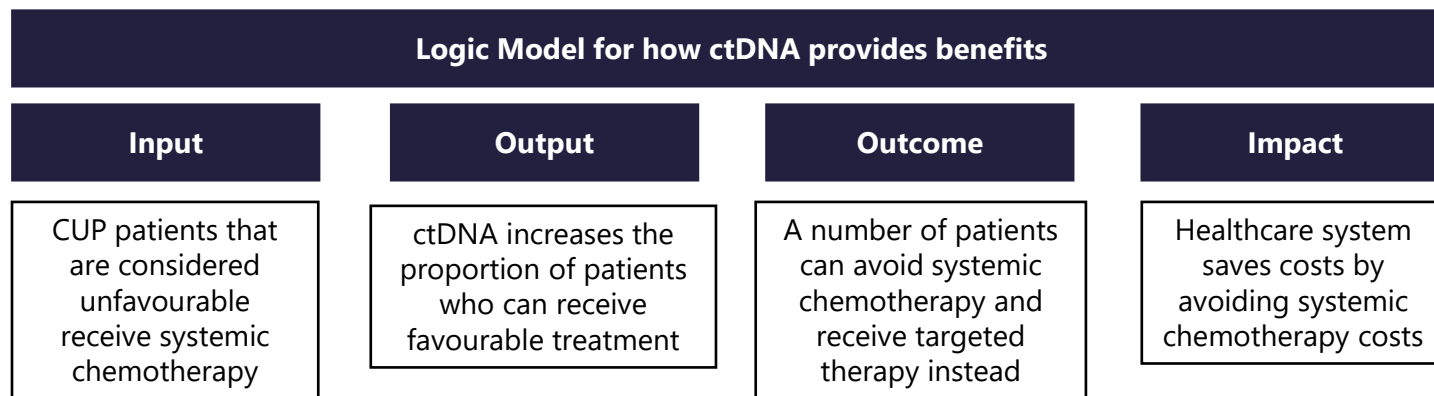 Logic Model for how ctDNA provides benefits
Input
Output
Outcome
Impact
CUP patients that
are considered
unfavourable
receive systemic
chemotherapy
ctDNA increases the
proportion of patients
who can receive
favourable treatment
A number of patients
can avoid systemic
chemotherapy and
receive targeted
therapy instead
Healthcare system
saves costs by
avoiding systemic
chemotherapy costs